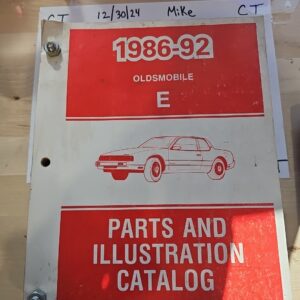 CT 12/30/24 Mike CT
1986-92
OLDSMOBILE
E
PARTS AND
ILLUSTRATION
CATALOG